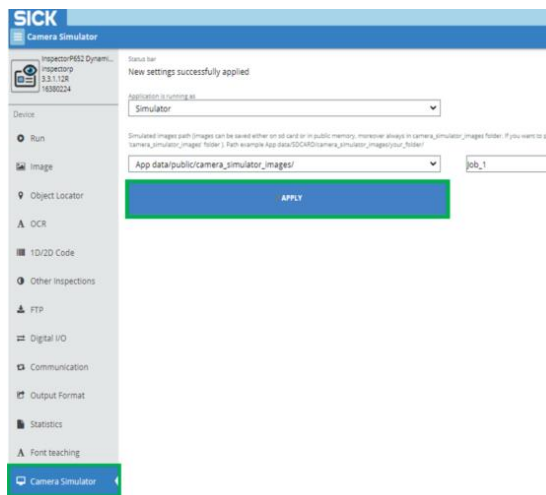 SICK
Camera Simulator
InspectorP652 Dynami...
Inspectorp
3.3.1.12R
16380224
Device
Run
Image
Object Locator
OCR
1D/2D Code
Other Inspections
FTP
Digital I/O
Communication
Output Format
Statistics
Font teaching
Camera Simulator
Status bar
New settings successfully applied
Application is running as
Simulator
Simulated images path (images can be saved either on sd card or in public memory, moreover always in camera_simulator_images folder. If you want to p
'camera_simulator_images' folder ). Path example App data/SDCARD/camera_simulator_images/your_folder/
App data/public/camera_simulator_images/
Job_1
APPLY